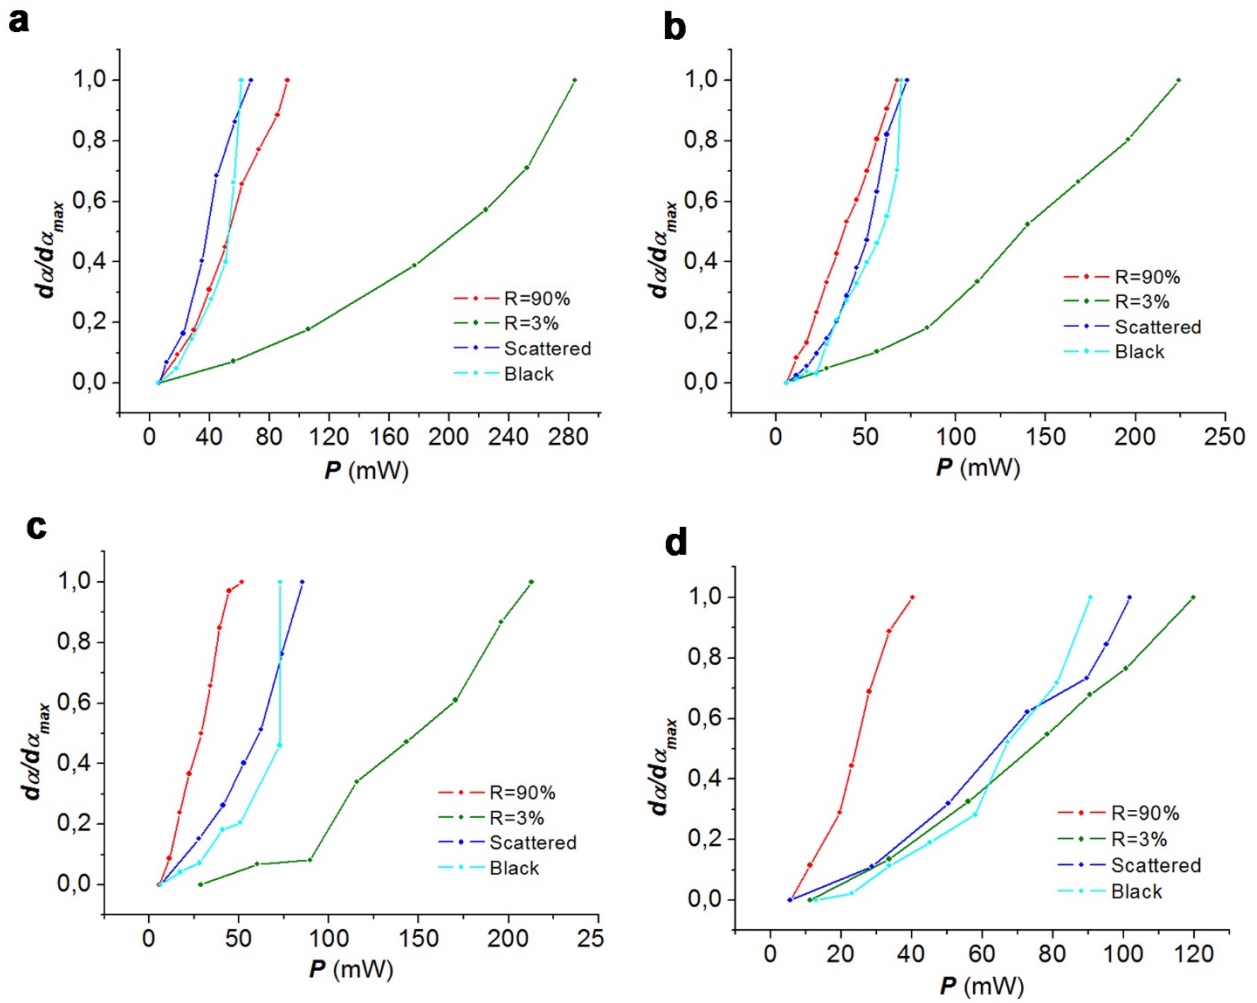 a
1,0
0,8
0,6
0,4
0,2
0,0
dα/dα_max
R=90%
R=3%
Scattered
Black
0 40 80 120 160 200 240 280
P (mW)
b
1,0
0,8
0,6
0,4
0,2
0,0
dα/dα_max
R=90%
R=3%
Scattered
Black
0 50 100 150 200 250
P (mW)
c
1,0
0,8
0,6
0,4
0,2
0,0
dα/dα_max
R=90%
R=3%
Scattered
Black
0 50 100 150 200 25
P (mW)
d
1,0
0,8
0,6
0,4
0,2
0,0
dα/dα_max
R=90%
R=3%
Scattered
Black
0 20 40 60 80 100 120
P (mW)